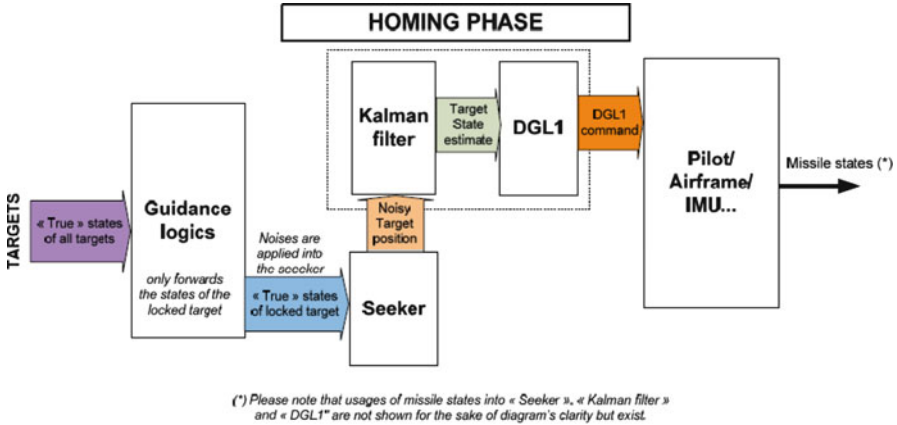 HOMING PHASE
TARGETS
« True » states
of all targets
Guidance
logics
only forwards
the states of the
locked target
Noises are
applied into
the seeeker
« True » states
of locked target
Seeker
Noisy
Target
position
Kalman
filter
Target
State
estimate
DGL1
DGL1
command
Pilot/
Airframe/
IMU...
Missile states (*)
(*) Please note that usages of missile states into « Seeker », « Kalman filter »
and « DGL1" are not shown for the sake of diagram's clarity but exist.